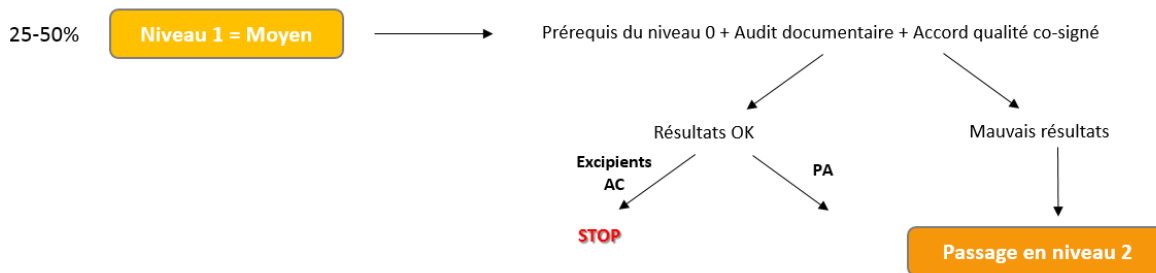 25-50%
Niveau 1 = Moyen
Prérequis du niveau 0 + Audit documentaire + Accord qualité co-signé
Résultats OK
Mauvais résultats
Excipients
AC
PA
STOP
Passage en niveau 2